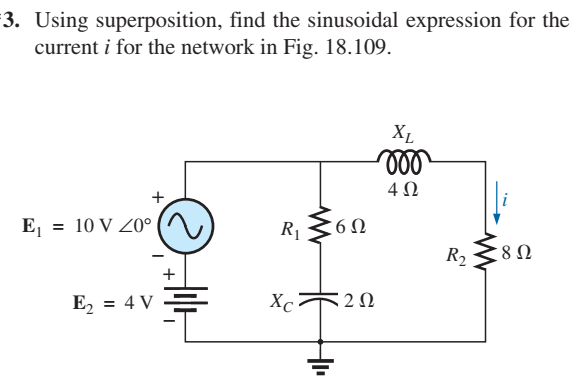 3. Using superposition, find the sinusoidal expression for the
current i for the network in Fig. 18.109.
X_L
4 Ω
+
E₁ = 10 V ∠0°
–
R₁
6 Ω
i
R₂
8 Ω
+
E₂ = 4 V
–
X_C
2 Ω